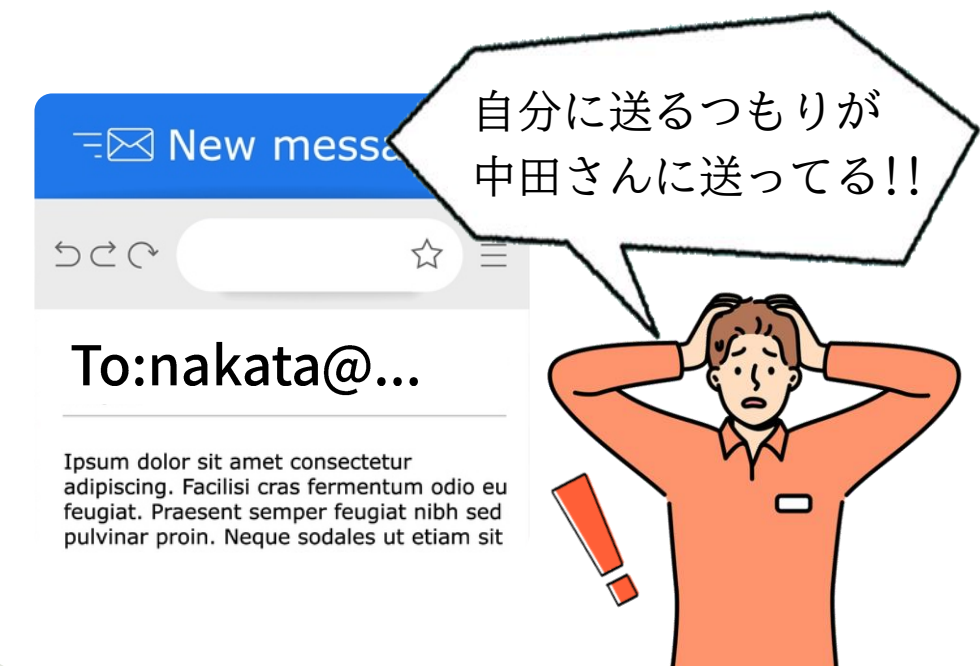 New messa
自分に送るつもりが
中田さんに送ってる!!
To:nakata@...
Ipsum dolor sit amet consectetur
adipiscing. Facilisi cras fermentum odio eu
feugiat. Praesent semper feugiat nibh sed
pulvinar proin. Neque sodales ut etiam sit